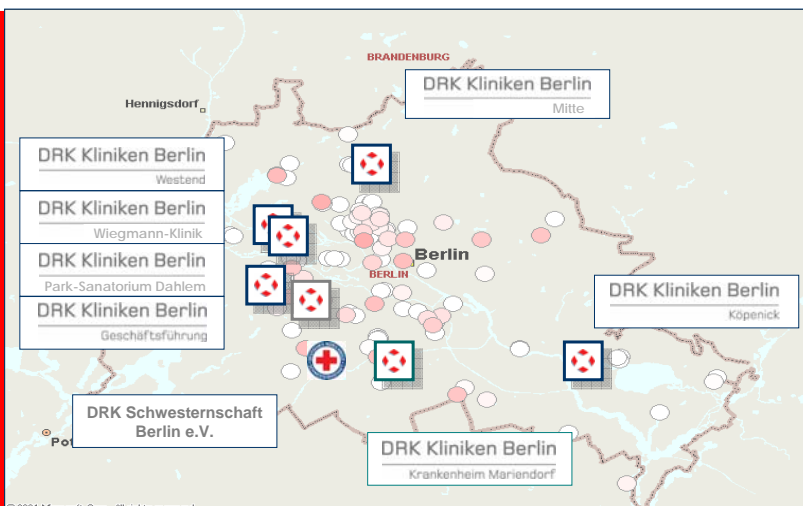 BRANDENBURG
DRK Kliniken Berlin
Mitte
Hennigsdorf
DRK Kliniken Berlin
Westend
DRK Kliniken Berlin
Wiegmann-Klinik
DRK Kliniken Berlin
Park-Sanatorium Dahlem
DRK Kliniken Berlin
Geschäftsführung
Berlin
BERLIN
DRK Kliniken Berlin
Köpenick
DRK Schwesternschaft
Berlin e.V.
Pot
DRK Kliniken Berlin
Krankenheim Mariendorf